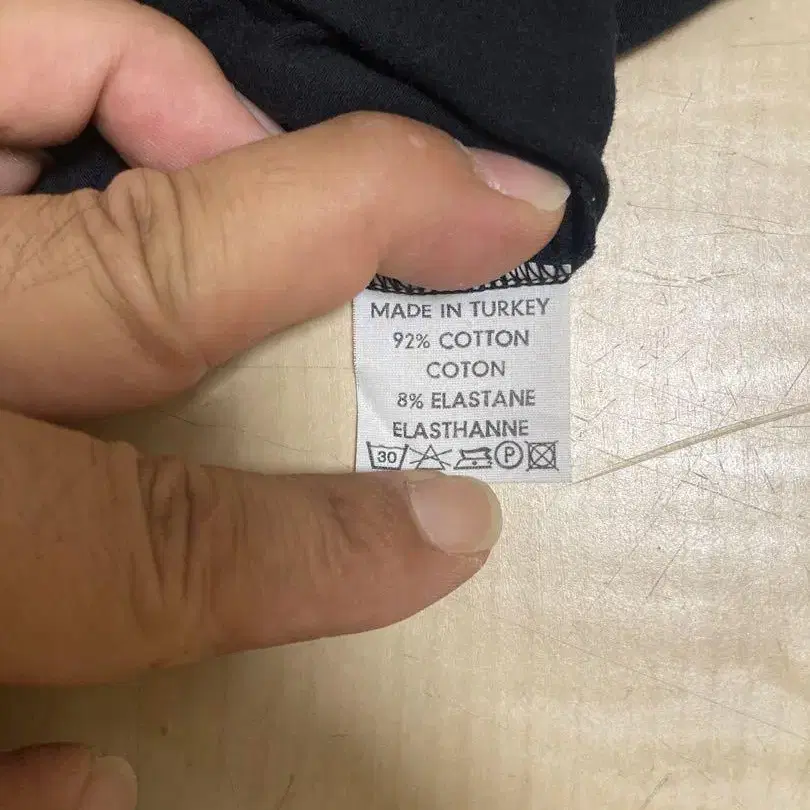 MADE IN TURKEY
92% COTTON
COTON
8% ELASTANE
ELASTHANNE
30 P